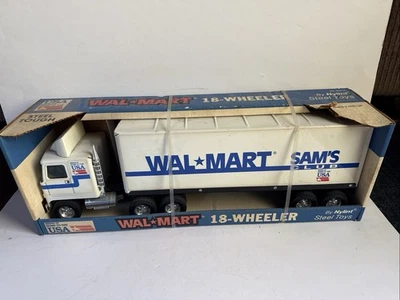 USA
WAL★MART 18-WHEELER
By Nylint
Steel Toys
STEEL
TOUGH
WAL★MART
SAM'S
CLUB
USA
USA
WAL★MART 18-WHEELER
By Nylint
Steel Toys